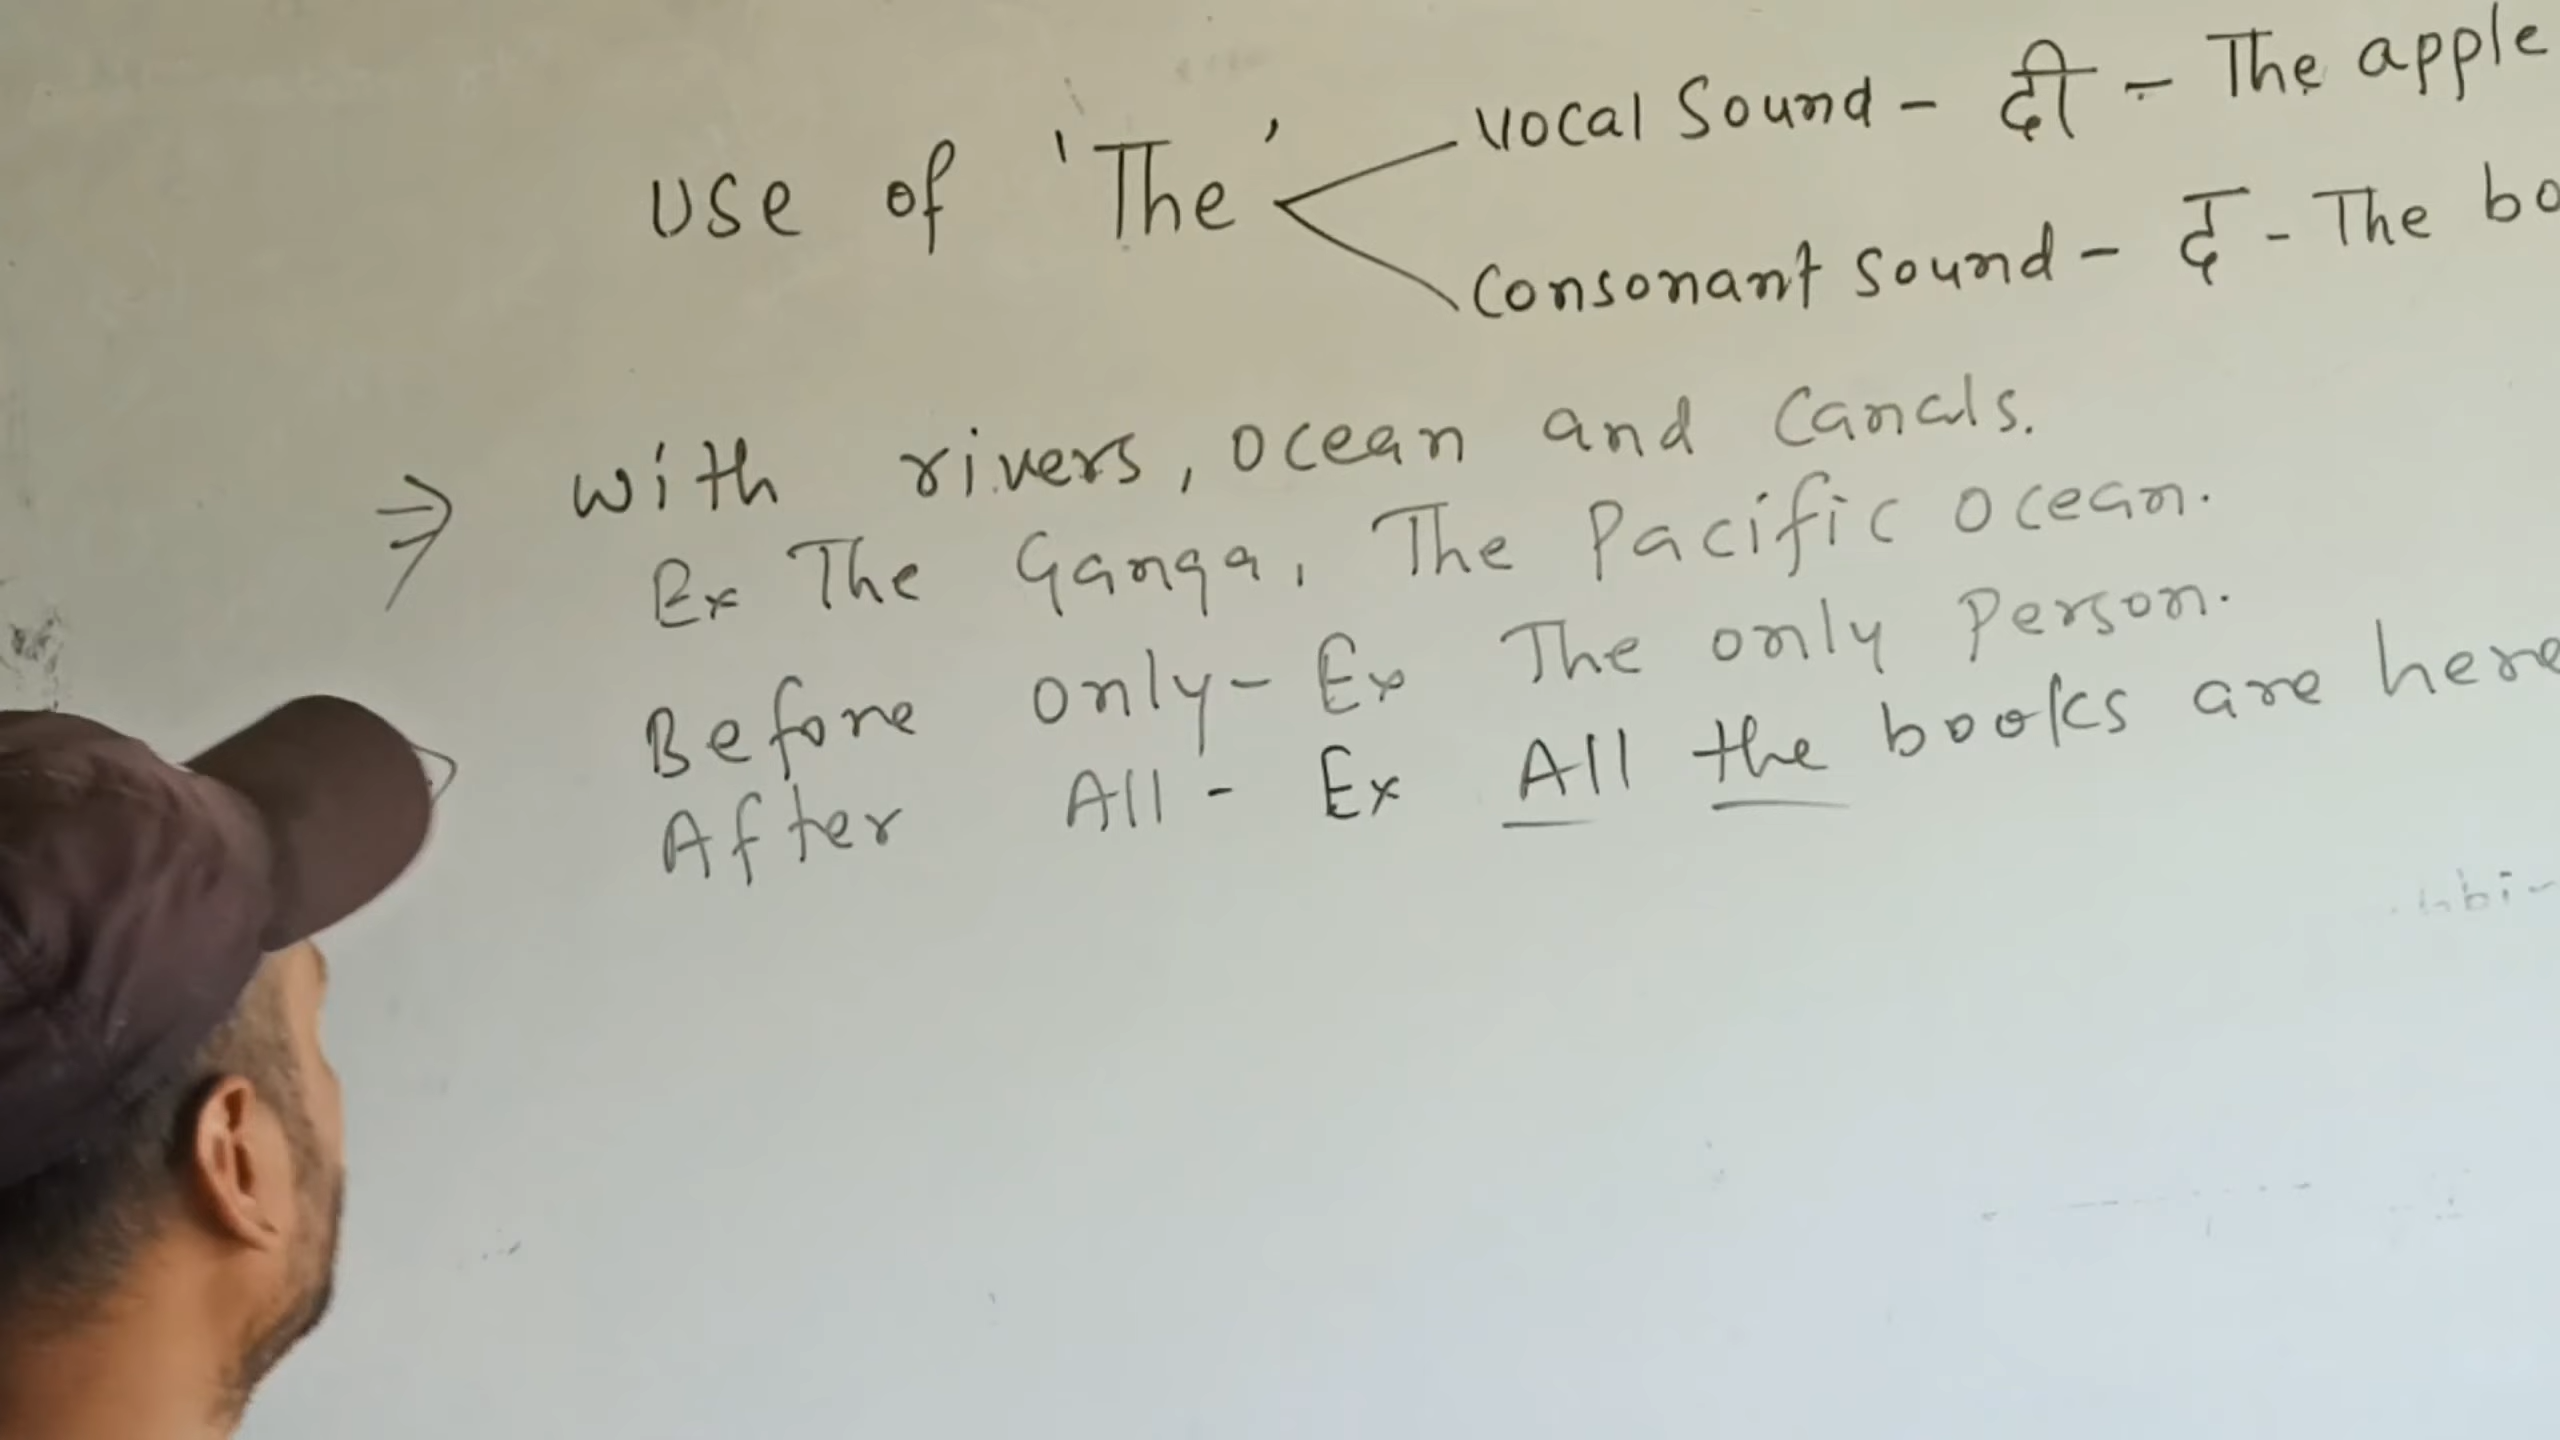 Vocal Sound - दी - The apple
Use of 'The'
Consonant Sound - द - The
⇒ With rivers, Ocean and Canals.
Ex The Ganga, The Pacific Ocean.
Before only - Ex The only Person.
After All - Ex All the books are here